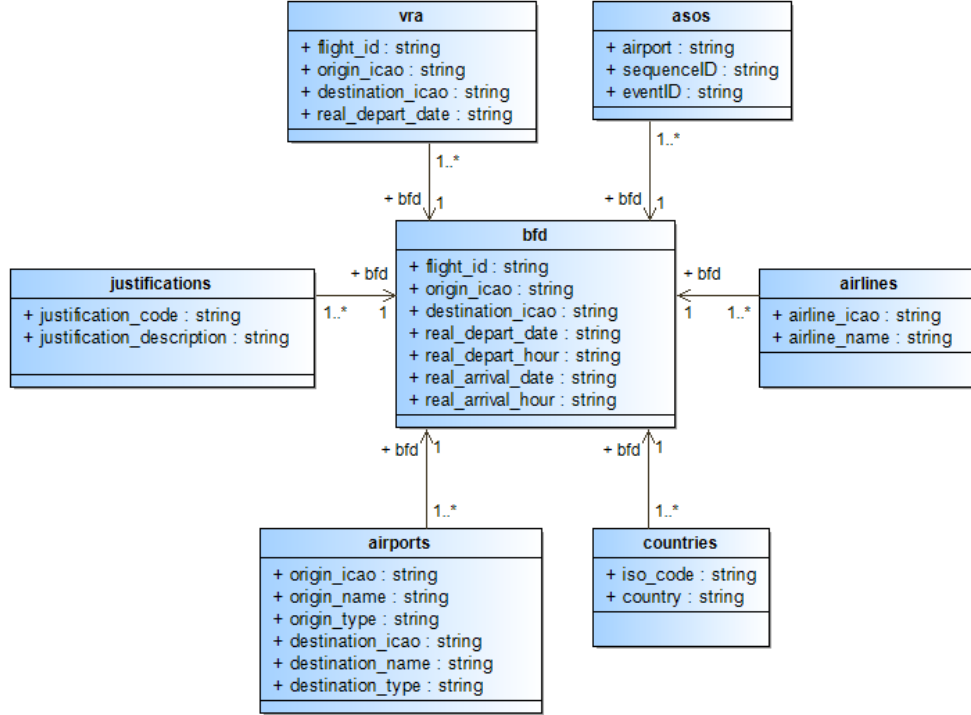 vra
+ flight_id : string
+ origin_icao : string
+ destination_icao : string
+ real_depart_date : string
asos
+ airport : string
+ sequenceID : string
+ eventID : string
1..*
+ bfd
1
1..*
+ bfd
1
bfd
+ flight_id : string
+ origin_icao : string
+ destination_icao : string
+ real_depart_date : string
+ real_depart_hour : string
+ real_arrival_date : string
+ real_arrival_hour : string
justifications
+ justification_code : string
+ justification_description : string
+ bfd
1..*
1
airlines
+ airline_icao : string
+ airline_name : string
+ bfd
1
1..*
+ bfd
1
1..*
+ bfd
1
1..*
airports
+ origin_icao : string
+ origin_name : string
+ origin_type : string
+ destination_icao : string
+ destination_name : string
+ destination_type : string
countries
+ iso_code : string
+ country : string